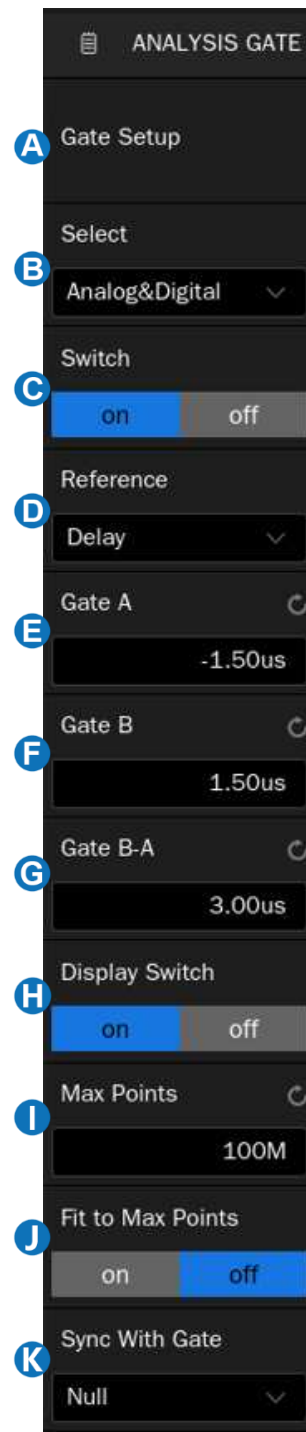 ANALYSIS GATE
A Gate Setup
Select
B Analog&Digital
Switch
C on off
Reference
D Delay
Gate A
E -1.50us
Gate B
F 1.50us
Gate B-A
G 3.00us
Display Switch
H on off
Max Points
I 100M
Fit to Max Points
J on off
Sync With Gate
K Null